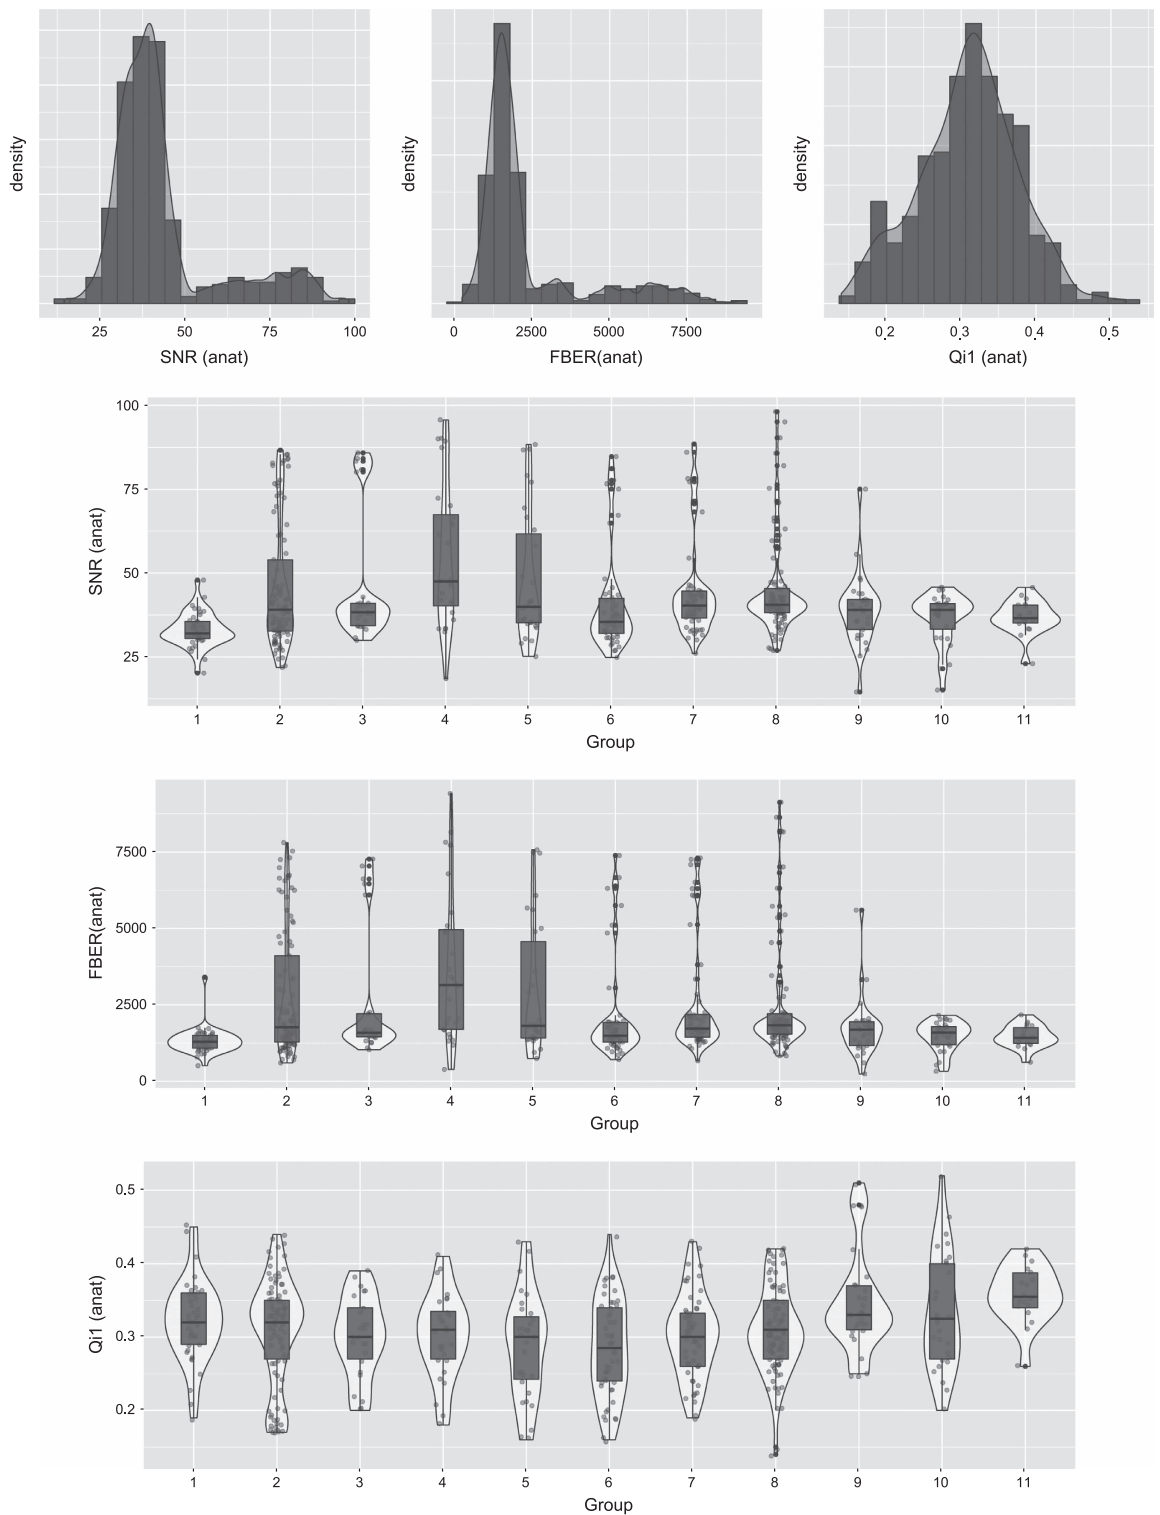 density
density
density
25 50 75 100
0 2500 5000 7500
0.2 0.3 0.4 0.5
SNR (anat)
FBER(anat)
Qi1 (anat)
SNR (anat)
100
75
50
25
1 2 3 4 5 6 7 8 9 10 11
Group
FBER(anat)
7500
5000
2500
0
1 2 3 4 5 6 7 8 9 10 11
Group
Qi1 (anat)
0.5
0.4
0.3
0.2
1 2 3 4 5 6 7 8 9 10 11
Group